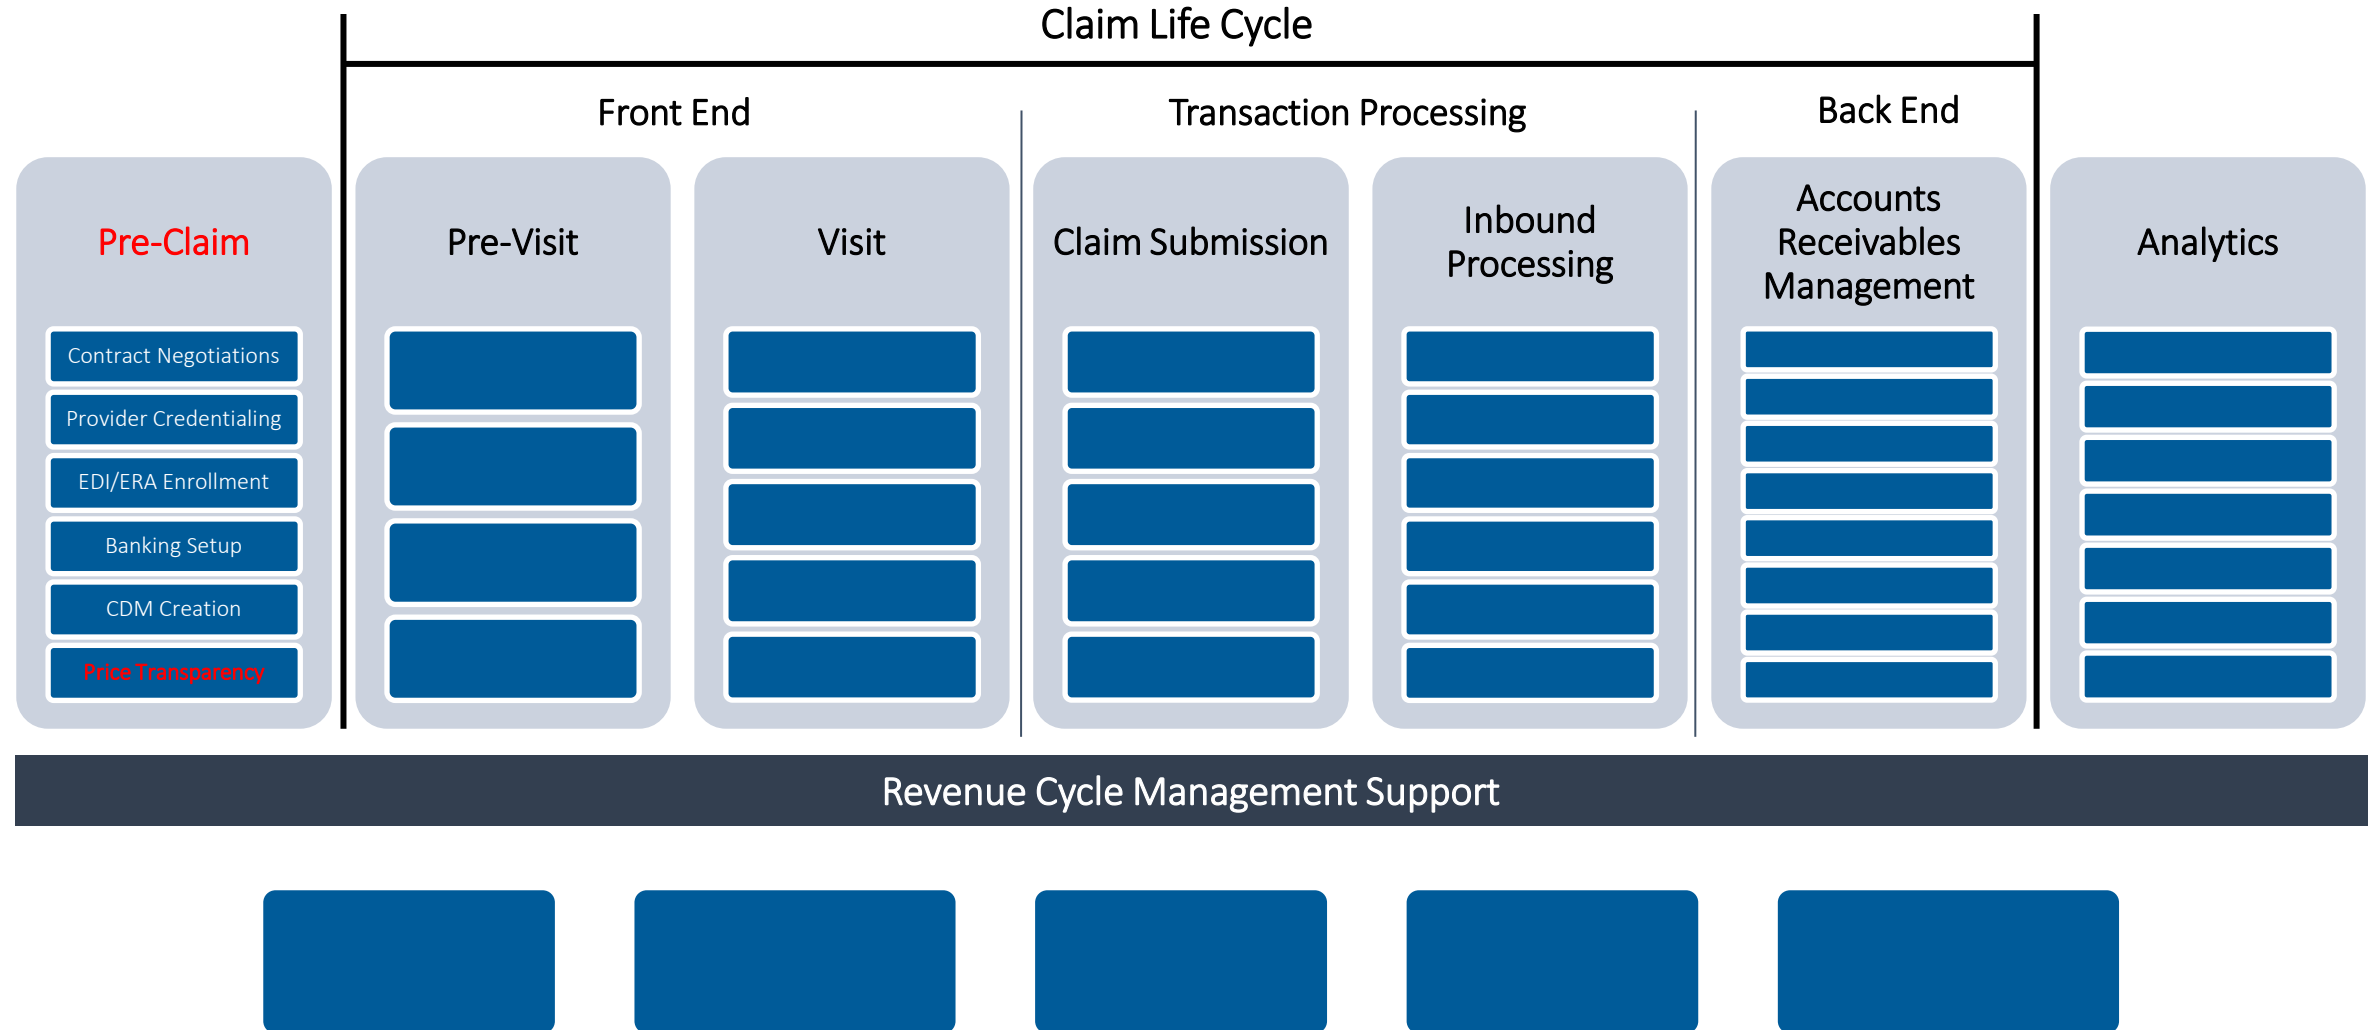 Claim Life Cycle
Front End
Transaction Processing
Back End
Pre-Claim
Contract Negotiations
Provider Credentialing
EDI/ERA Enrollment
Banking Setup
CDM Creation
Price Transparency
Pre-Visit
Visit
Claim Submission
Inbound
Processing
Accounts
Receivables
Management
Analytics
Revenue Cycle Management Support